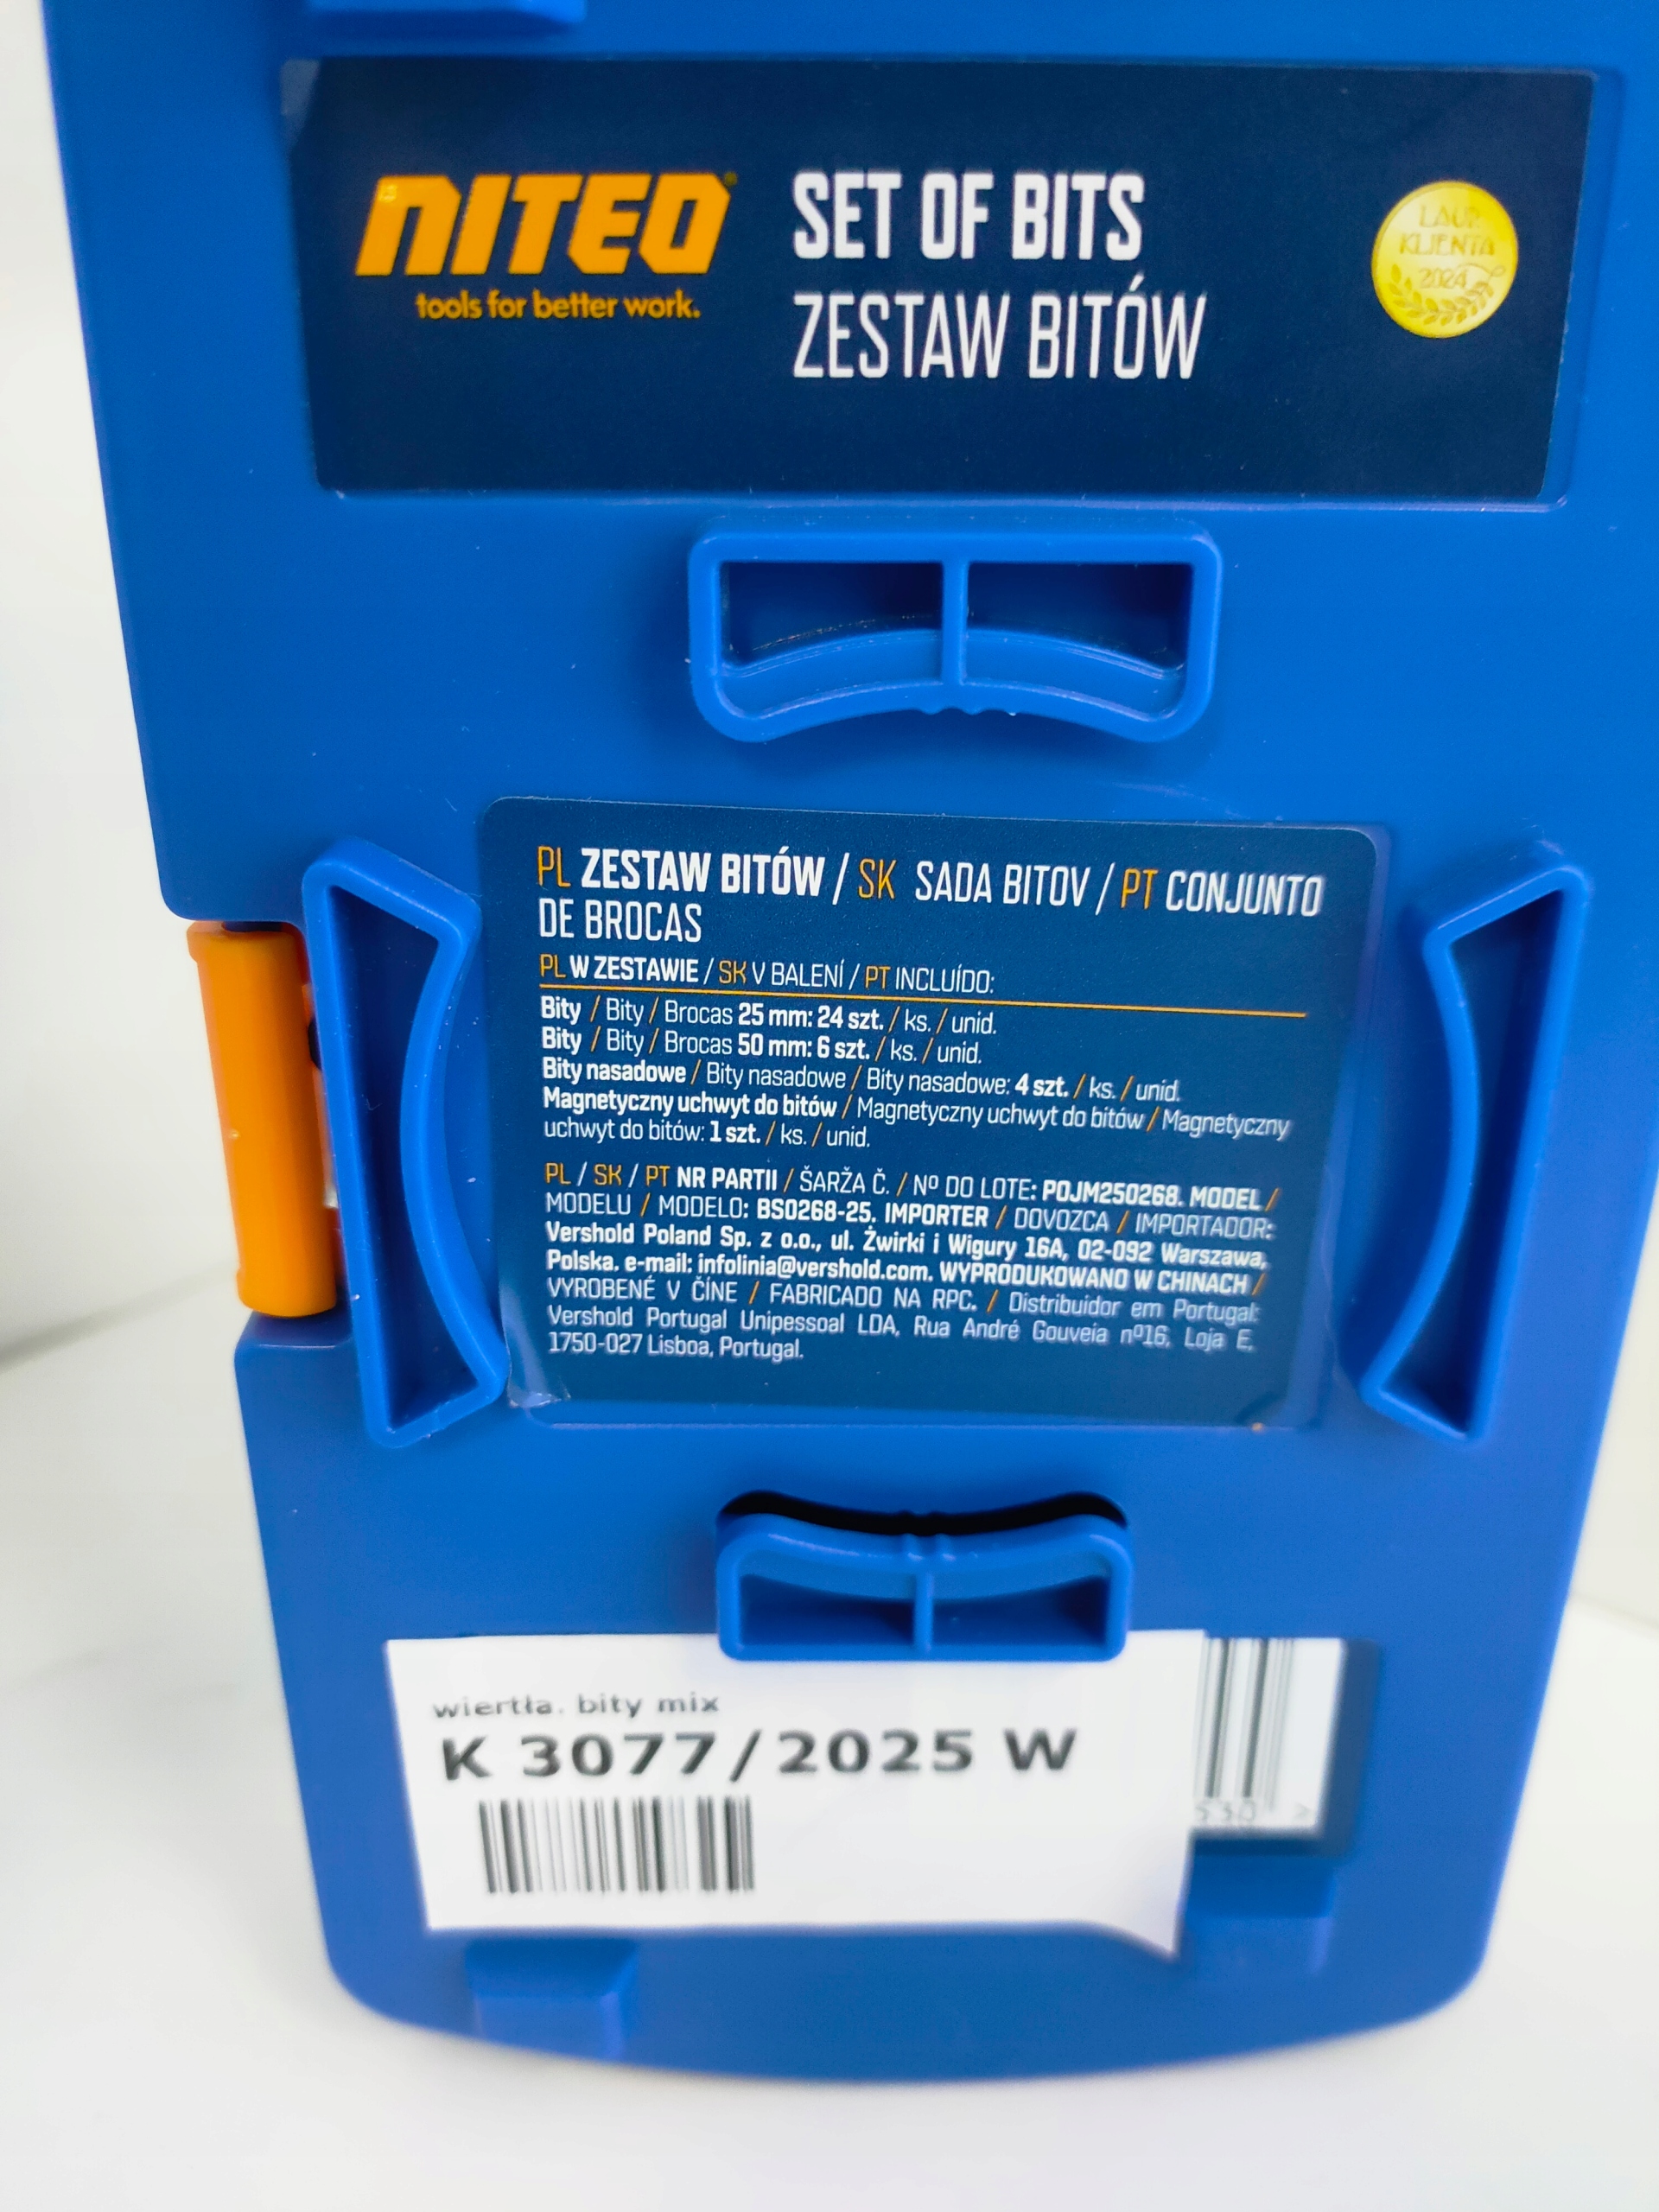 NITEO®
tools for better work.
SET OF BITS
ZESTAW BITÓW
LAUR
KLIENTA
2024
PL ZESTAW BITÓW / SK SADA BITOV / PT CONJUNTO
DE BROCAS
PL W ZESTAWIE / SK V BALENÍ / PT INCLUÍDO:
Bity / Bity / Brocas 25 mm: 24 szt. / ks. / unid.
Bity / Bity / Brocas 50 mm: 6 szt. / ks. / unid.
Bity nasadowe / Bity nasadowe / Bity nasadowe: 4 szt. / ks. / unid.
Magnetyczny uchwyt do bitów / Magnetyczny uchwyt do bitów / Magnetyczny
uchwyt do bitów: 1 szt. / ks. / unid.
PL / SK / PT NR PARTII / ŠARŽA Č. / Nº DO LOTE: POJM250268. MODEL /
MODELU / MODELO: BS0268-25. IMPORTER / DOVOZCA / IMPORTADOR:
Vershold Poland Sp. z o.o., ul. Żwirki i Wigury 16A, 02-092 Warszawa,
Polska. e-mail: infolinia@vershold.com. WYPRODUKOWANO W CHINACH /
VYROBENÉ V ČÍNE / FABRICADO NA RPC. / Distribuidor em Portugal:
Vershold Portugal Unipessoal LDA, Rua André Gouveia nº16, Loja E,
1750-027 Lisboa, Portugal.
wiertła. bity mix
K 3077/2025 W
530 >